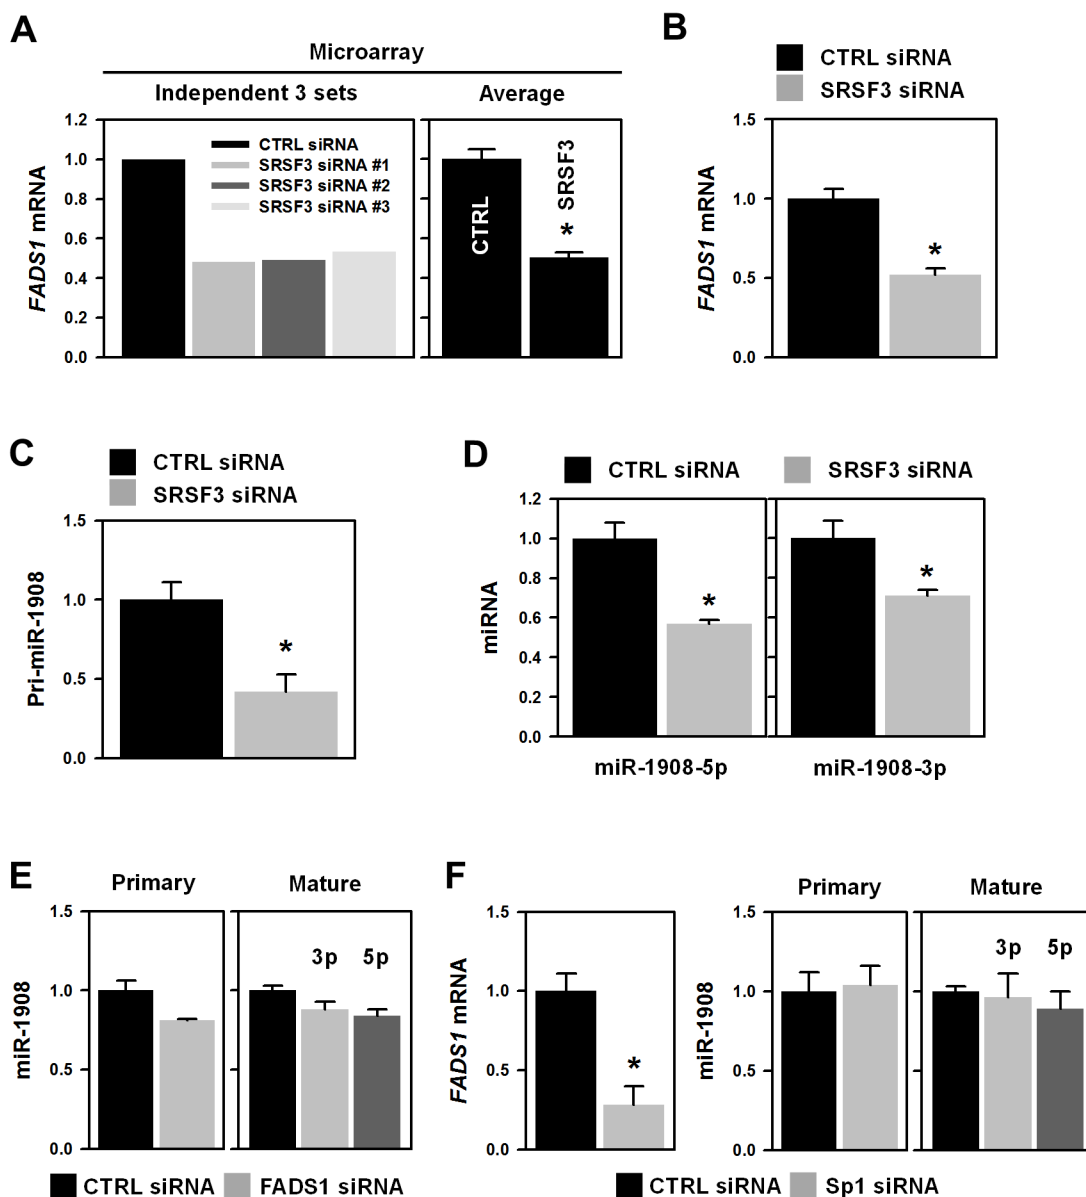 A
Microarray
Independent 3 sets
Average
FADS1 mRNA
1.2
1.0
0.8
0.6
0.4
0.2
0.0
CTRL siRNA
SRSF3 siRNA #1
SRSF3 siRNA #2
SRSF3 siRNA #3
CTRL
SRSF3
*
B
CTRL siRNA
SRSF3 siRNA
FADS1 mRNA
1.5
1.0
0.5
0.0
*
C
CTRL siRNA
SRSF3 siRNA
Pri-miR-1908
1.5
1.0
0.5
0.0
*
D
CTRL siRNA
SRSF3 siRNA
miRNA
1.2
1.0
0.8
0.6
0.4
0.2
0.0
*
*
miR-1908-5p
miR-1908-3p
E
Primary
Mature
miR-1908
1.5
1.0
0.5
0.0
3p
5p
CTRL siRNA
FADS1 siRNA
F
FADS1 mRNA
1.5
1.0
0.5
0.0
*
Primary
Mature
miR-1908
1.5
1.0
0.5
0.0
3p
5p
CTRL siRNA
Sp1 siRNA